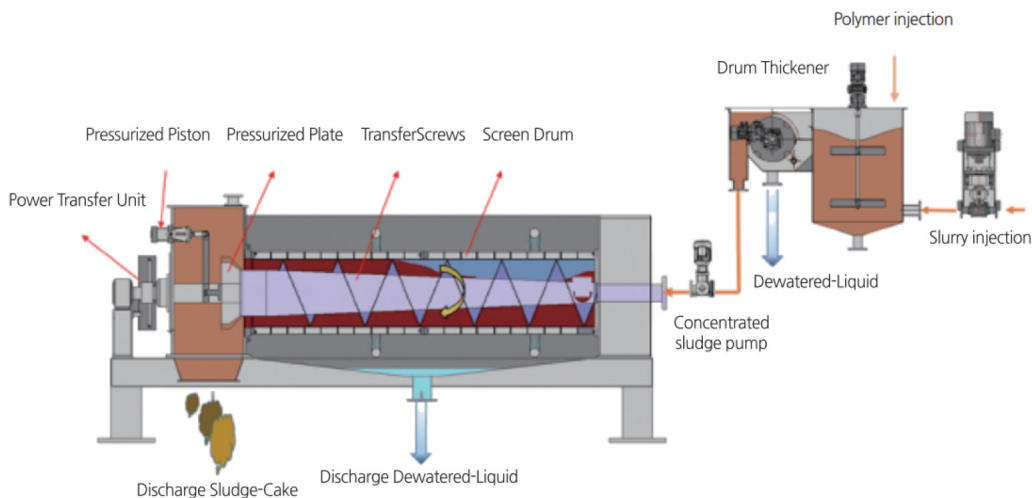 Polymer injection
Drum Thickener
Pressurized Piston
Pressurized Plate
TransferScrews
Screen Drum
Power Transfer Unit
Slurry injection
Dewatered-Liquid
Concentrated
sludge pump
Discharge Dewatered-Liquid
Discharge Sludge-Cake